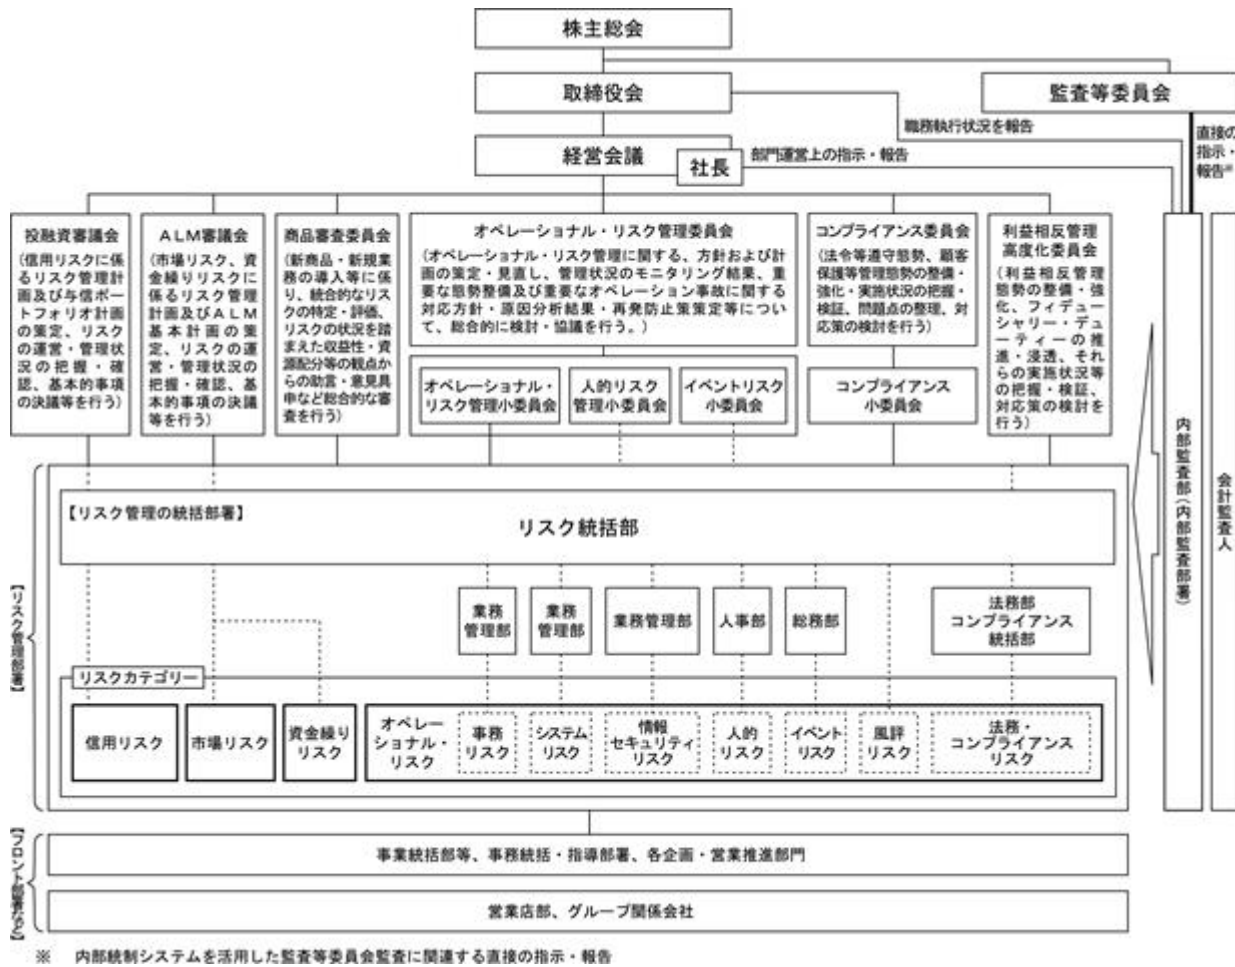 株主総会
取締役会
監査等委員会
職務執行状況を報告
直接の
指示・
報告※
経営会議
社長
部門運営上の指示・報告
投融資審議会
(信用リスクに係
るリスク管理計
画及び与信ポー
トフォリオ計画
の策定、リスク
の運営・管理状
況の把握・確
認、基本的事項
の決議等を行う)
ALM審議会
(市場リスク、資
金繰りリスクに
係るリスク管理
計画及びALM
基本計画の策
定、リスクの運
営・管理状況の
把握・確認、基
本的事項の決議
等を行う)
商品審査委員会
(新商品・新規業
務の導入等に係
り、統合的なリス
クの特定・評価、
リスクの状況を踏
まえた収益性・資
源配分等の観点か
らの助言・意見具
申など総合的な審
査を行う)
オペレーショナル・リスク管理委員会
(オペレーショナル・リスク管理に関する、方針および計
画の策定・見直し、管理状況のモニタリング結果、重
要な態勢整備及び重要なオペレーション事故に関する
対応方針・原因分析結果・再発防止策策定等につい
て、総合的に検討・協議を行う。)
オペレーショナル・
リスク管理小委員会
人的リスク
管理小委員会
イベントリスク
小委員会
コンプライアンス委員会
(法令等遵守態勢、顧客
保護等管理態勢の整備・
強化・実施状況の把握・
検証、問題点の整理、対
応策の検討を行う)
コンプライアンス
小委員会
利益相反管理
高度化委員会
(利益相反管理
態勢の整備・強
化、フィデュー
シャリー・デュ
ーティーの推
進・浸透、それ
らの実施状況等
の把握・検証、
対応策の検討を
行う)
内部監査部(内部監査部署)
会計監査人
【リスク管理部署】
【リスク管理の統括部署】
リスク統括部
業務
管理部
業務
管理部
業務管理部
人事部
総務部
法務部
コンプライアンス
統括部
リスクカテゴリー
信用リスク
市場リスク
資金繰り
リスク
オペレー
ショナル・
リスク
事務
リスク
システム
リスク
情報
セキュリティ
リスク
人的
リスク
イベント
リスク
風評
リスク
法務・
コンプライアンス
リスク
【フロント部署など】
事業統括部等、事務統括・指導部署、各企画・営業推進部門
営業店部、グループ関係会社
※ 内部統制システムを活用した監査等委員会監査に関連する直接の指示・報告